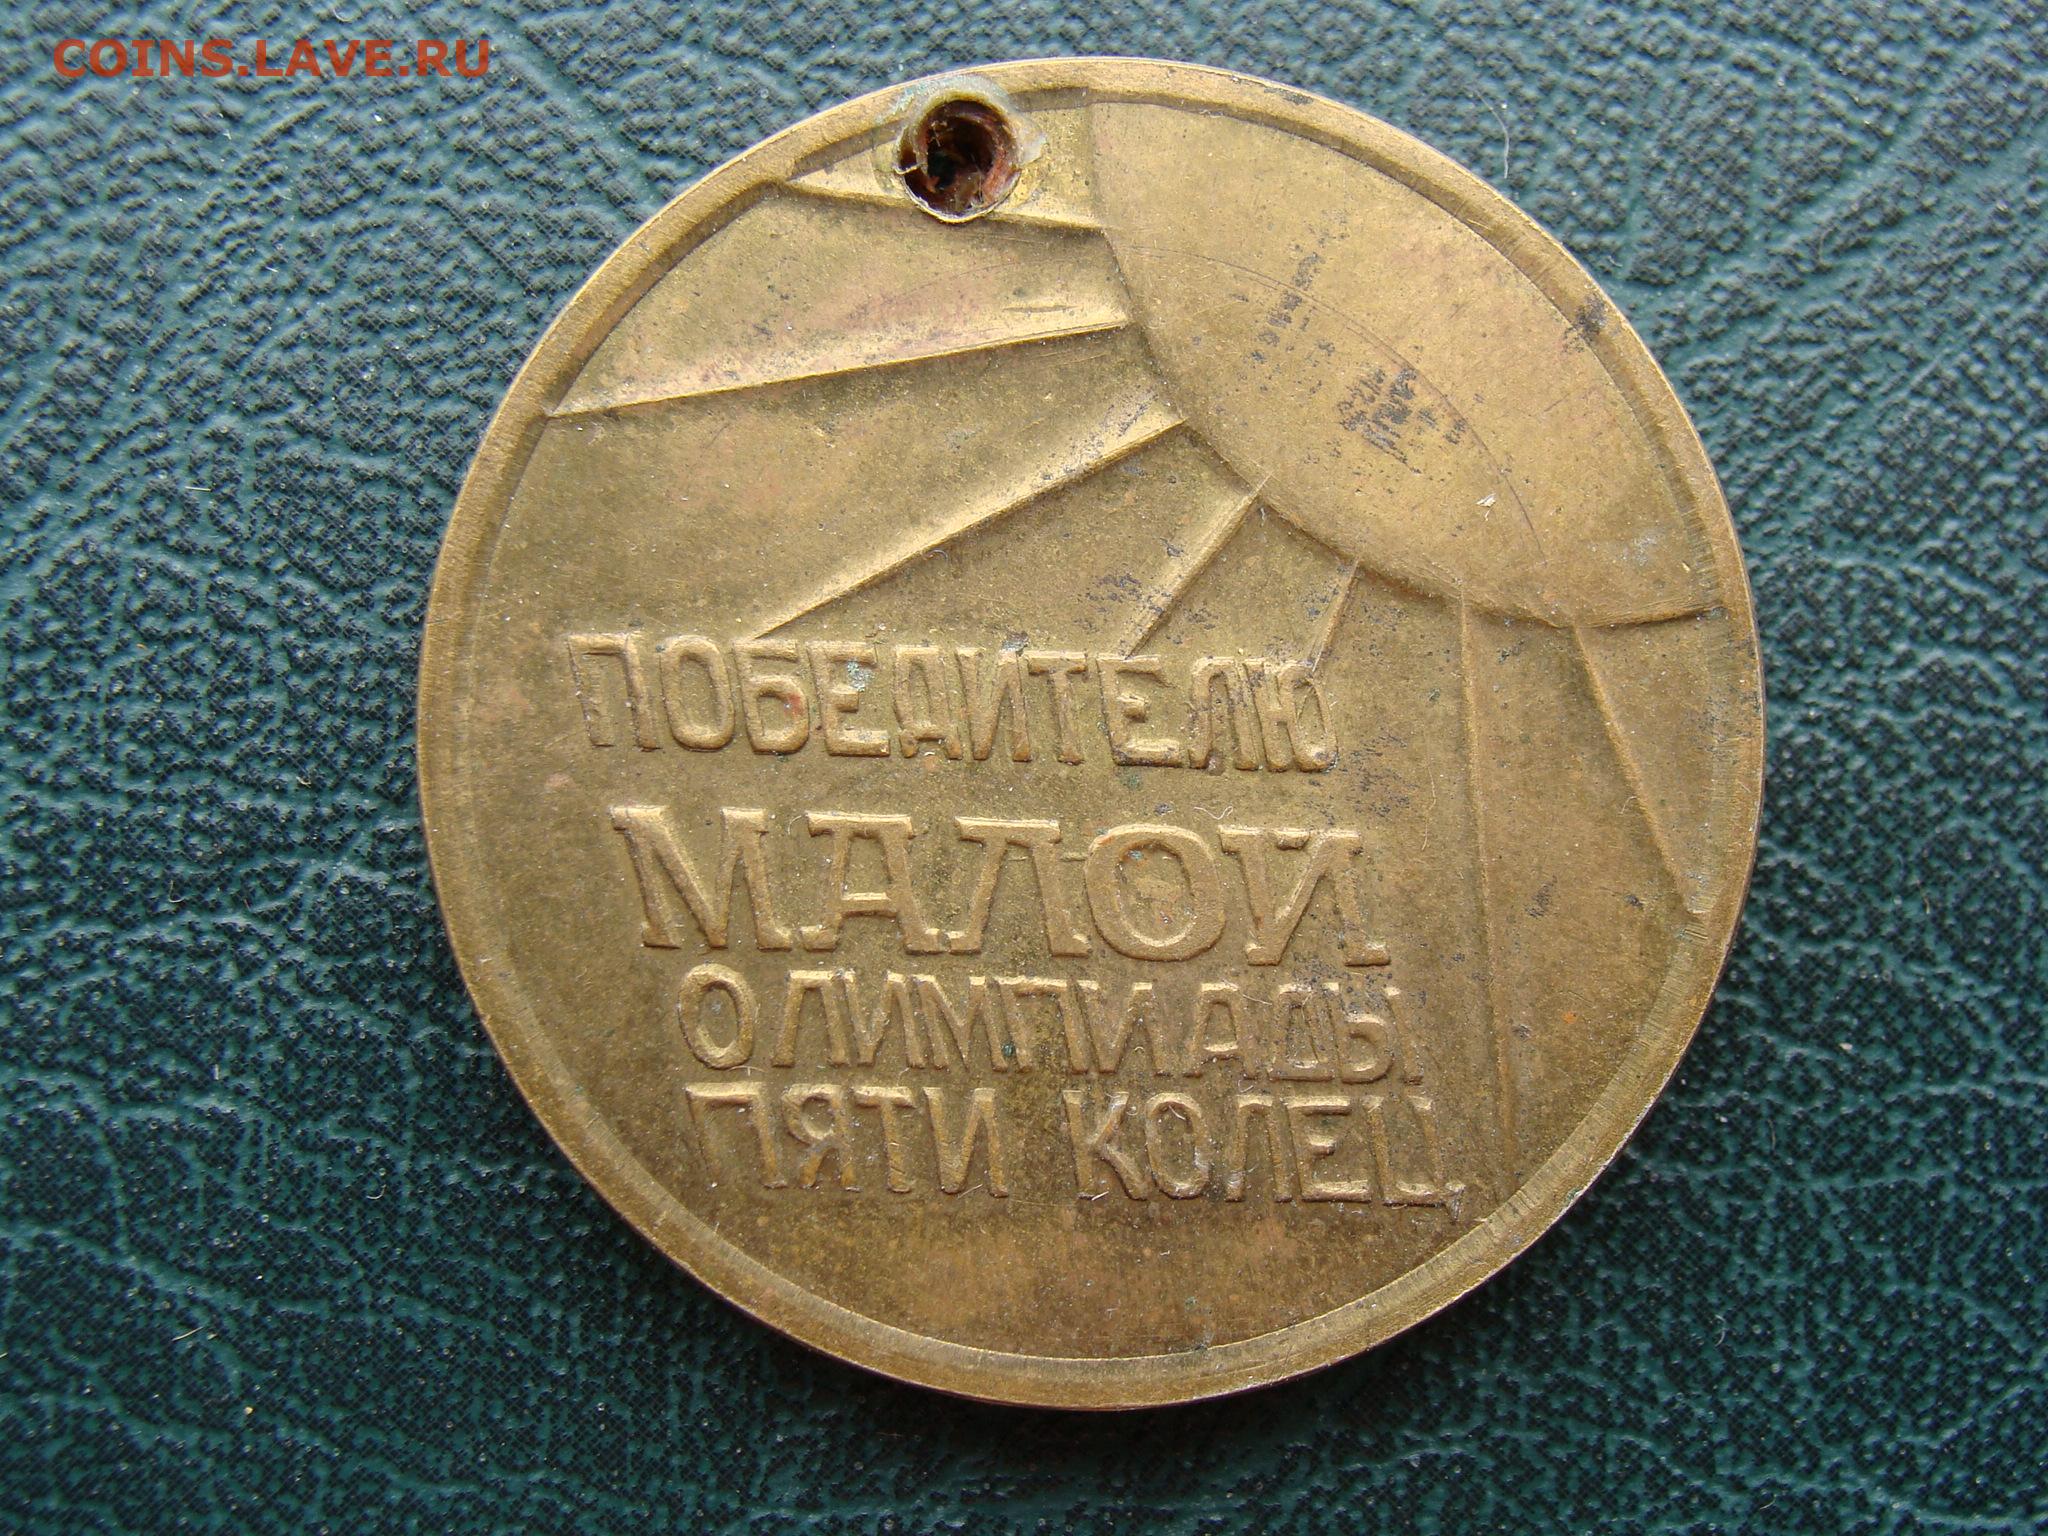 COINS.LAVE.RU
ПОБЕДИТЕЛЮ
МАЛОЙ
ОЛИМПИАДЫ
ПЯТИ КОЛЕЦ